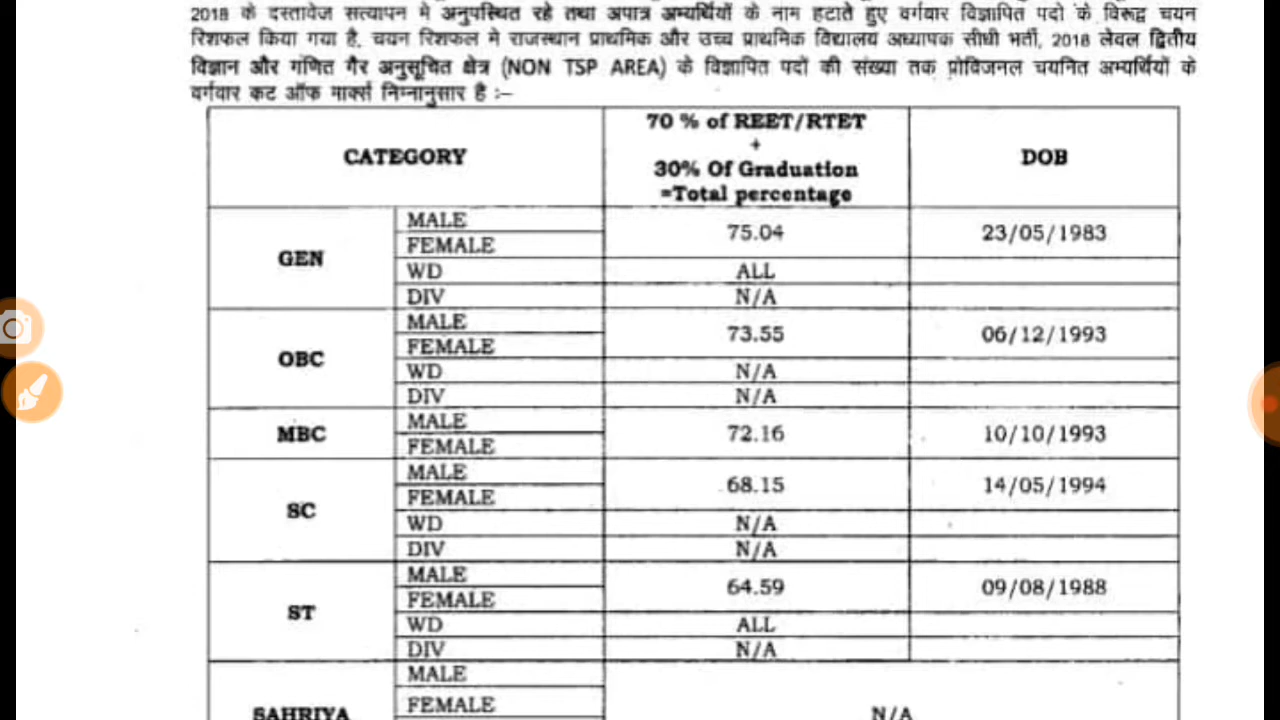 2018 के दस्तावेज सत्यापन मे अनुपस्थित रहे तथा अपात्र अभ्यर्थियों के नाम हटाते हुए वर्गवार विज्ञापित पदो के विरूद्ध चयन
रिशफल किया गया है, चयन रिशफल मे राजस्थान प्राथमिक और उच्च प्राथमिक विद्यालय अध्यापक सीधी भर्ती, 2018 लेवल द्वितीय
विज्ञान और गणित गैर अनुसूचित क्षेत्र (NON TSP AREA) के विज्ञापित पदों की संख्या तक प्रोविजनल चयनित अभ्यर्थियों के
वर्गवार कट ऑफ मार्क्स निम्नानुसार है :–
CATEGORY
70 % of REET/RTET
+
30% Of Graduation
=Total percentage
DOB
GEN
MALE
FEMALE
75.04 23/05/1983
WD ALL
DIV N/A
OBC
MALE
FEMALE
73.55 06/12/1993
WD N/A
DIV N/A
MBC
MALE
FEMALE
72.16 10/10/1993
SC
MALE
FEMALE
68.15 14/05/1994
WD N/A
DIV N/A
ST
MALE
FEMALE
64.59 09/08/1988
WD ALL
DIV N/A
SAHRIYA
MALE
FEMALE
N/A